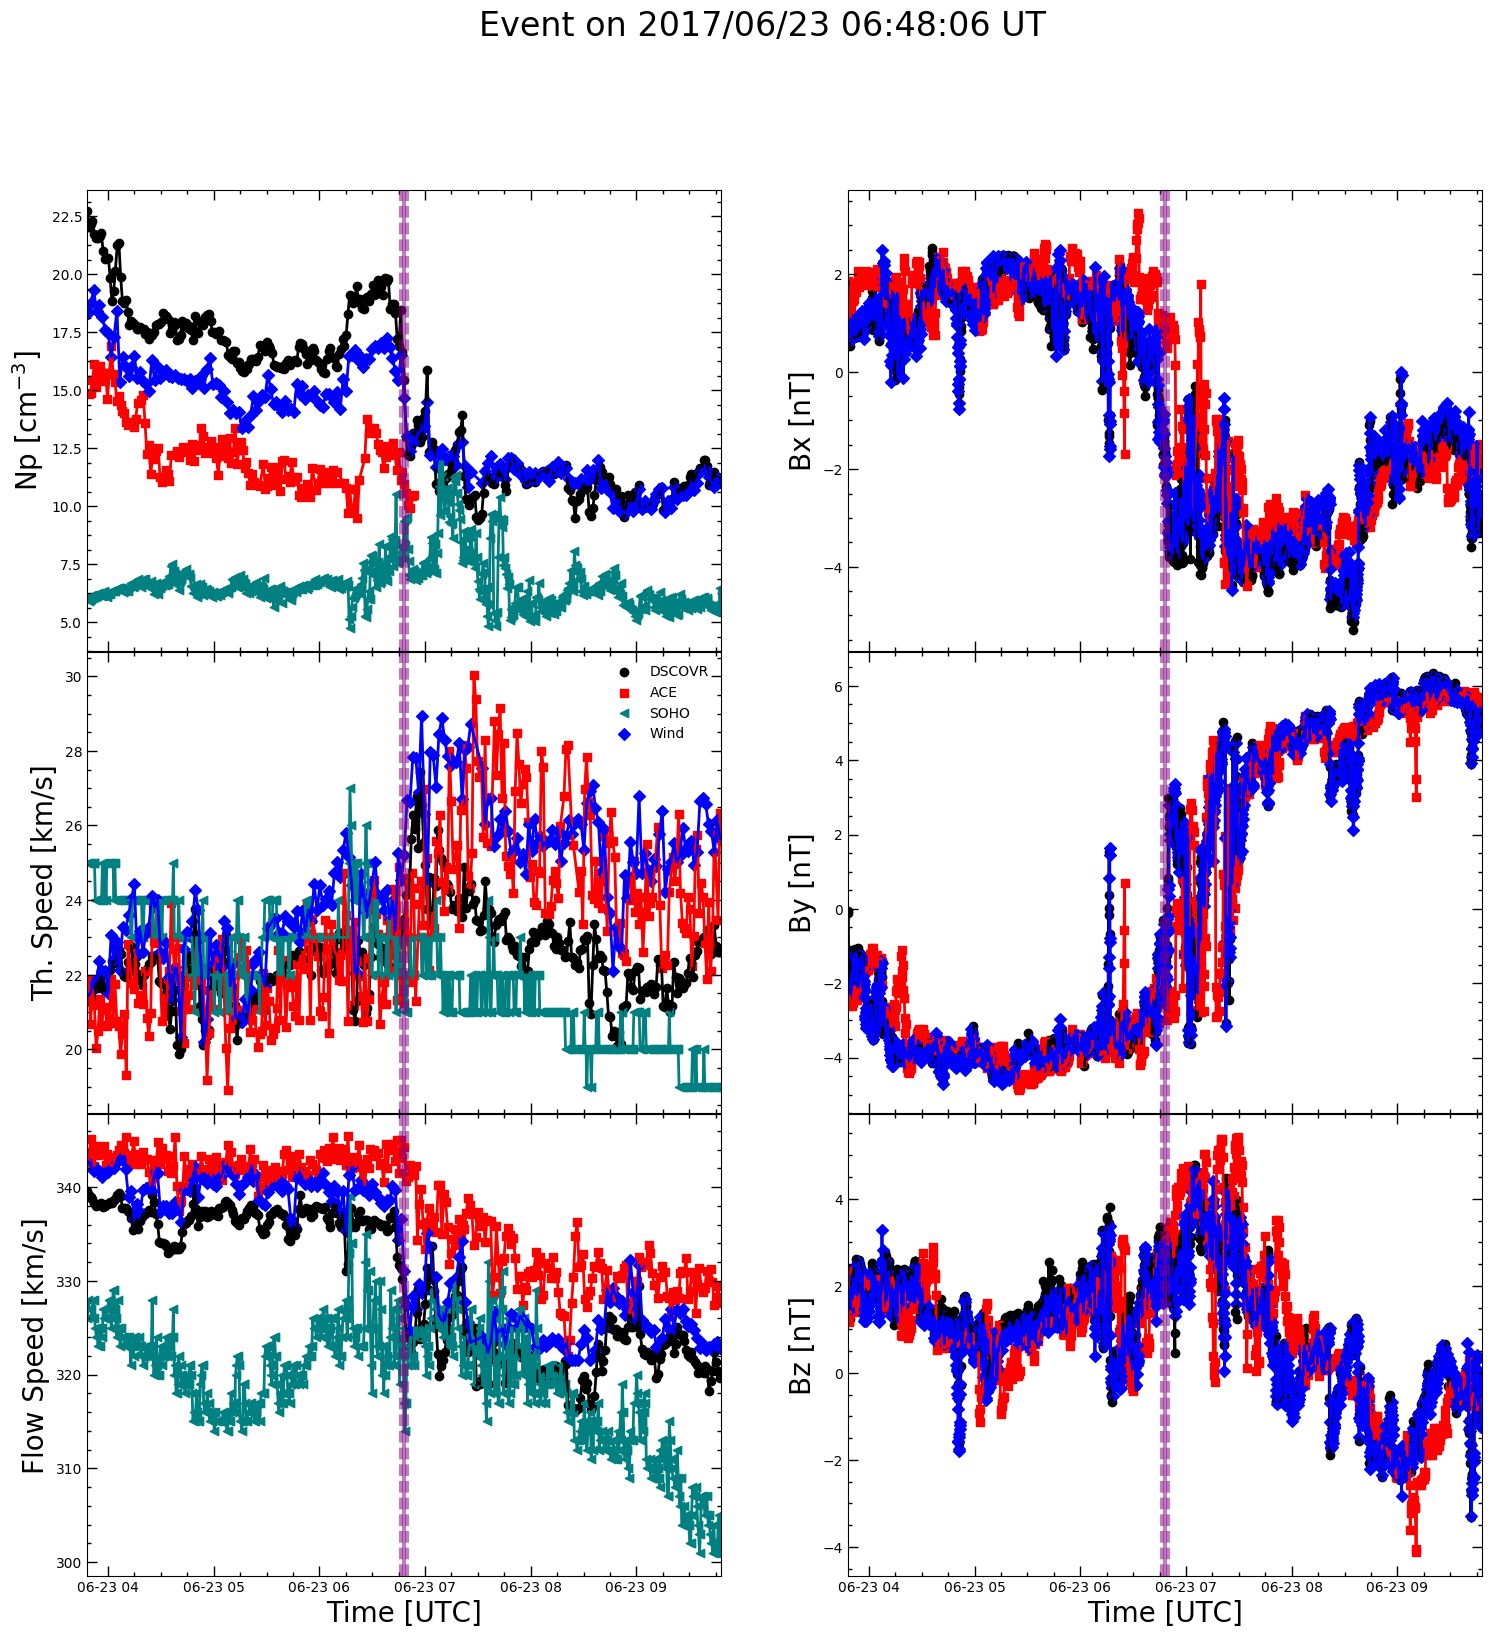 Event on 2017/06/23 06:48:06 UT
Np [cm⁻³]
22.5
20.0
17.5
15.0
12.5
10.0
7.5
5.0
Bx [nT]
2
0
−2
−4
Th. Speed [km/s]
30
28
26
24
22
20
DSCOVR
ACE
SOHO
Wind
By [nT]
6
4
2
0
−2
−4
Flow Speed [km/s]
340
330
320
310
300
06-23 04 06-23 05 06-23 06 06-23 07 06-23 08 06-23 09
Time [UTC]
Bz [nT]
4
2
0
−2
−4
06-23 04 06-23 05 06-23 06 06-23 07 06-23 08 06-23 09
Time [UTC]